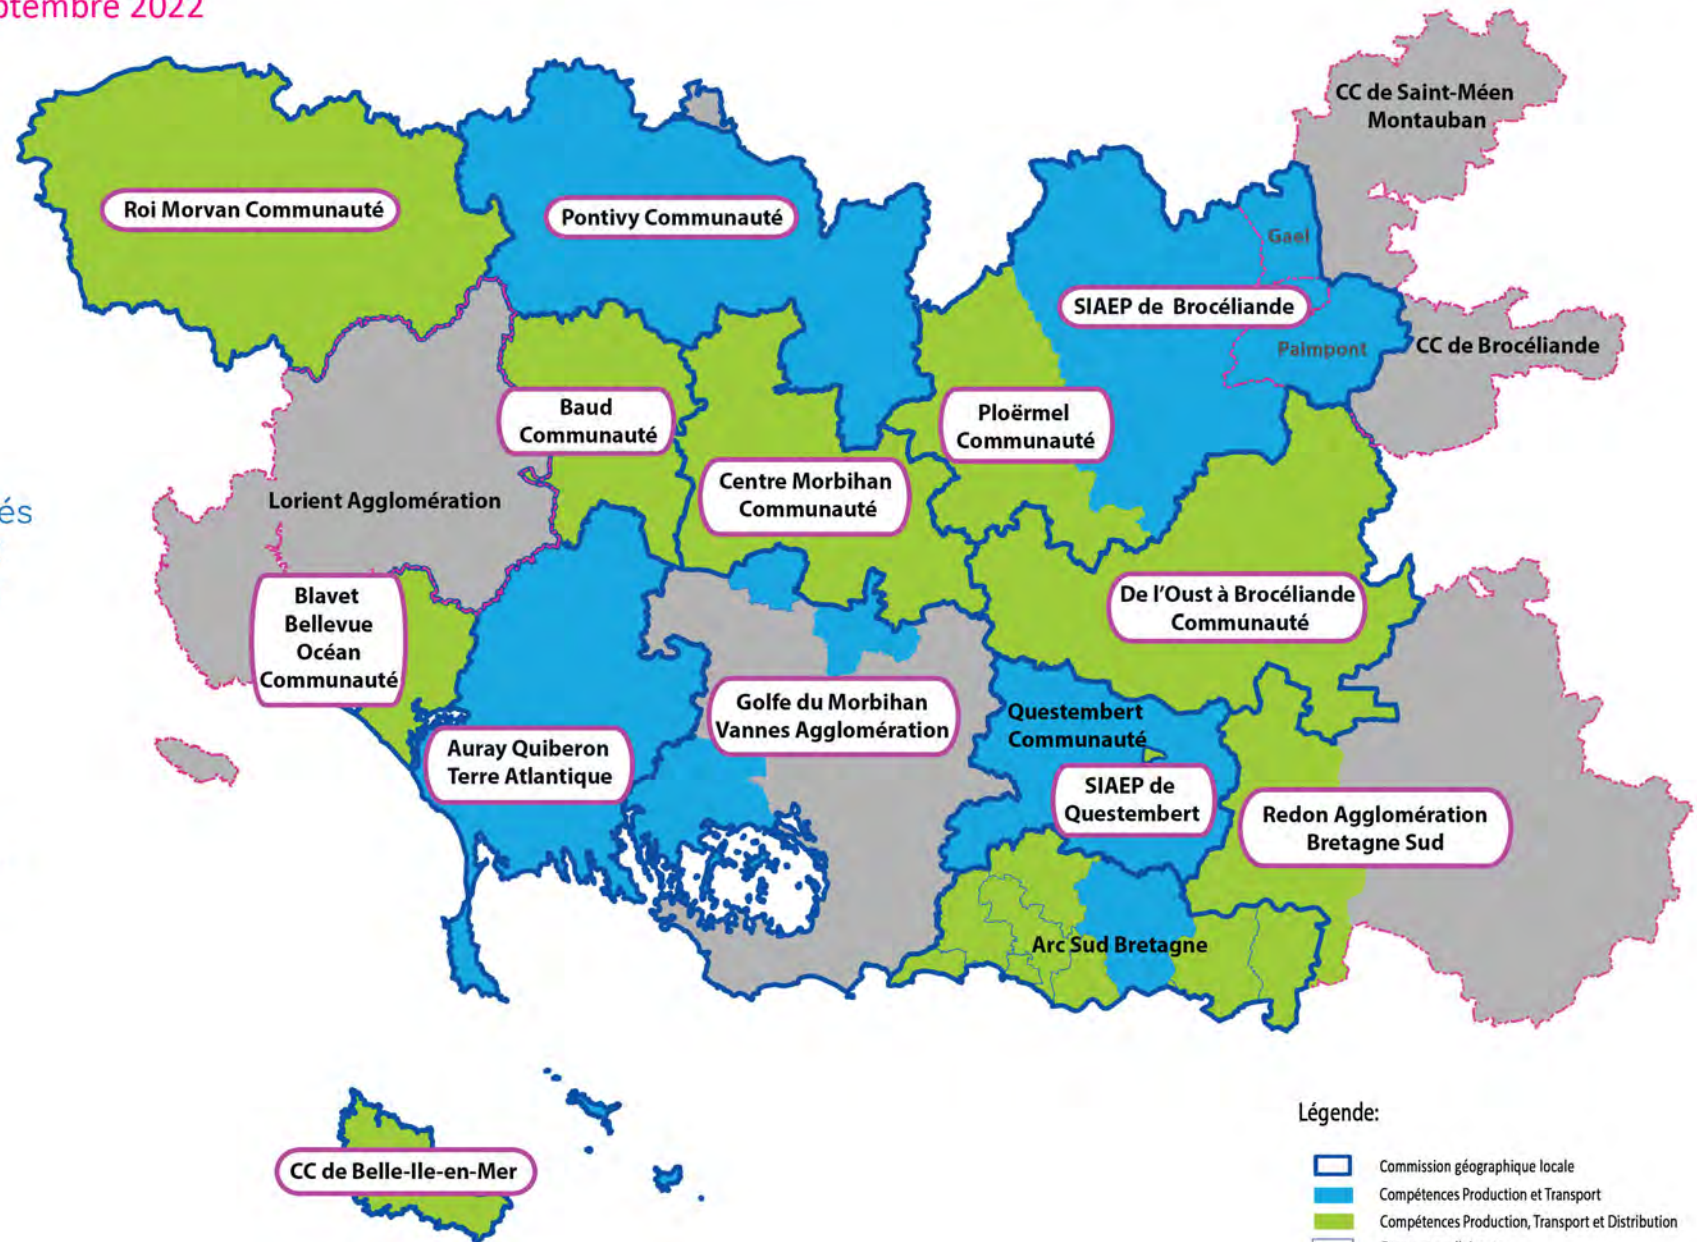 ptembre 2022
CC de Saint-Méen
Montauban
Roi Morvan Communauté
Pontivy Communauté
Gael
SIAEP de Brocéliande
Paimpont
CC de Brocéliande
Baud
Communauté
Ploërmel
Communauté
Centre Morbihan
Communauté
Lorient Agglomération
és
Blavet
Bellevue
Océan
Communauté
De l'Oust à Brocéliande
Communauté
Golfe du Morbihan
Vannes Agglomération
Questembert
Communauté
Auray Quiberon
Terre Atlantique
SIAEP de
Questembert
Redon Agglomération
Bretagne Sud
Arc Sud Bretagne
CC de Belle-Ile-en-Mer
Légende:
Commission géographique locale
Compétences Production et Transport
Compétences Production, Transport et Distribution